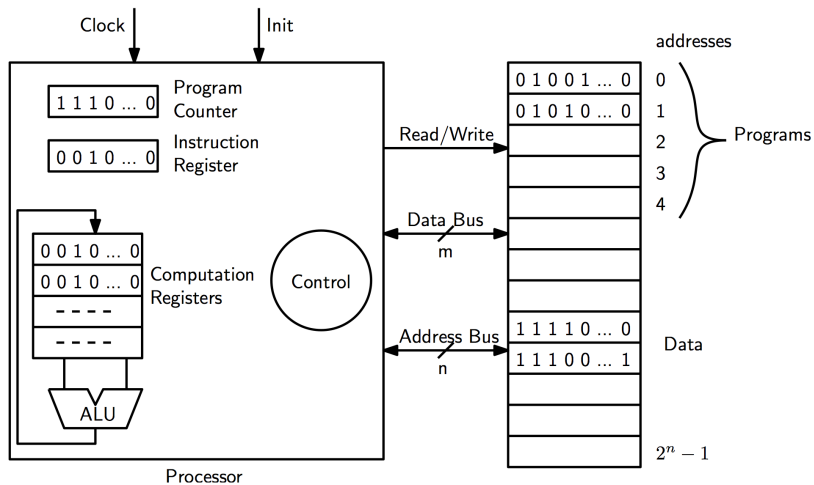 Clock
Init
addresses
Program
Counter
1 1 1 0 ... 0
Instruction
Register
0 0 1 0 ... 0
0 0 1 0 ... 0
0 0 1 0 ... 0
- - - -
- - - -
Computation
Registers
ALU
Control
Processor
Read/Write
Data Bus
m
Address Bus
n
0 1 0 0 1 ... 0
0
0 1 0 1 0 ... 0
1
2
3
4
Programs
1 1 1 1 0 ... 0
1 1 1 0 0 ... 1
Data
2ⁿ − 1